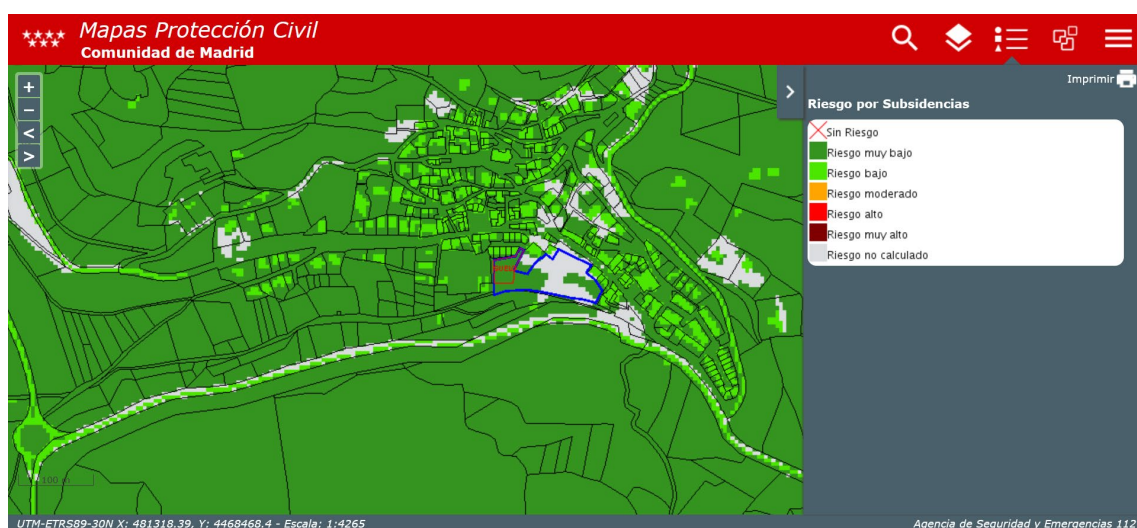 Mapas Protección Civil
Comunidad de Madrid
Imprimir
Riesgo por Subsidencias
Sin Riesgo
Riesgo muy bajo
Riesgo bajo
Riesgo moderado
Riesgo alto
Riesgo muy alto
Riesgo no calculado
100 m
UTM-ETRS89-30N X: 481318.39, Y: 4468468.4 - Escala: 1:4265
Agencia de Seguridad y Emergencias 112